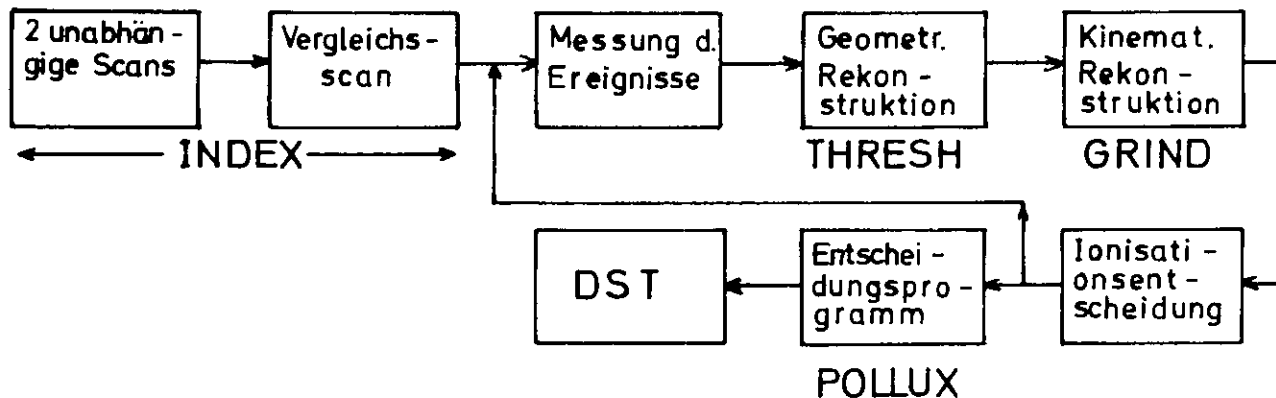 2 unabhän-
gige Scans
Vergleichs-
scan
Messung d.
Ereignisse
Geometr.
Rekon-
struktion
Kinemat.
Rekon-
struktion
INDEX
THRESH
GRIND
DST
Entschei-
dungspro-
gramm
Ionisati-
onsent-
scheidung
POLLUX